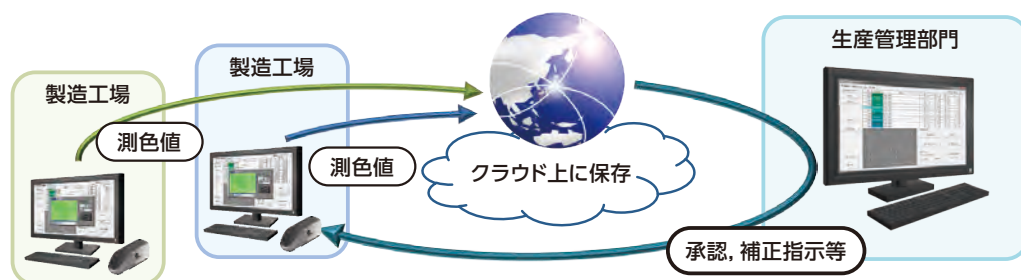 製造工場
測色値
製造工場
測色値
クラウド上に保存
生産管理部門
承認, 補正指示等